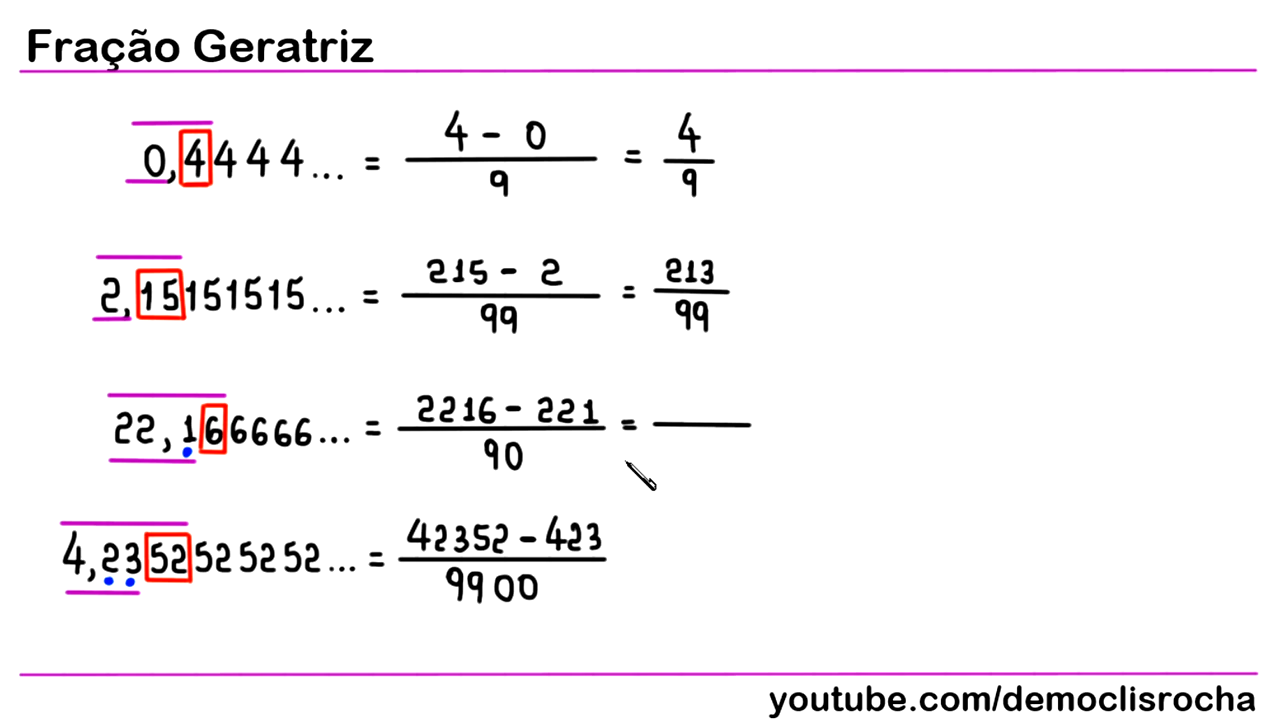 Fração Geratriz
0,4444... = 4 - 0 / 9 = 4 / 9
2,15151515... = 215 - 2 / 99 = 213 / 99
22,166666... = 2216 - 221 / 90 =
4,2352525252... = 42352 - 423 / 9900
youtube.com/democlisrocha